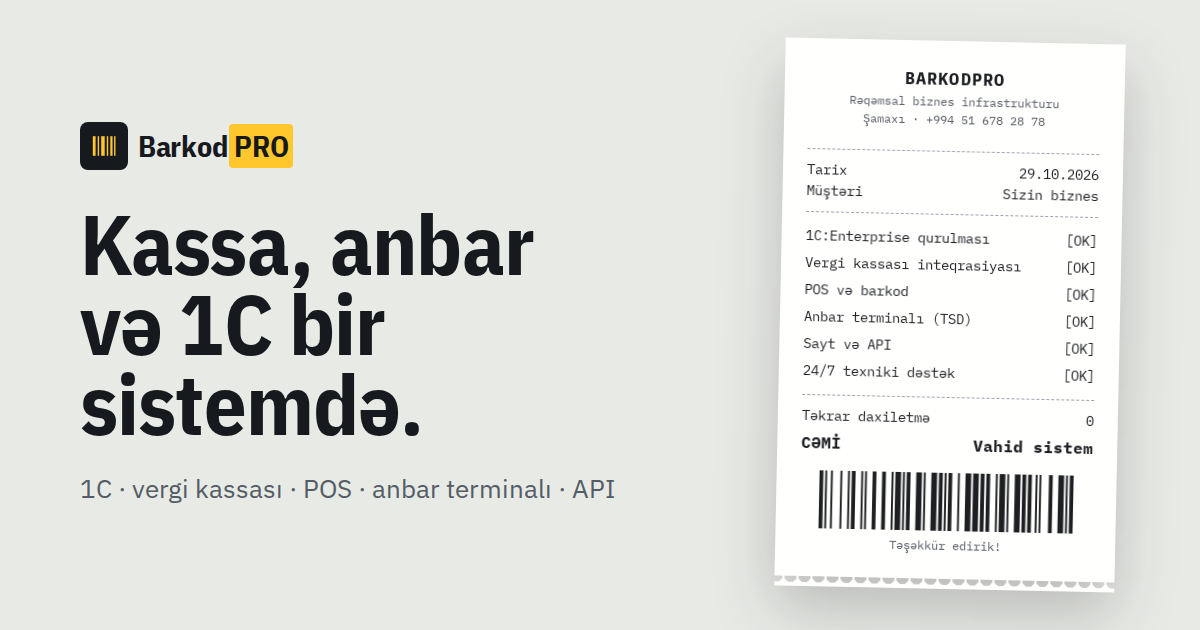 BarkodPRO
Kassa, anbar
və 1C bir
sistemdə.
1C · vergi kassası · POS · anbar terminalı · API
BARKODPRO
Rəqəmsal biznes infrastrukturu
Şamaxı · +994 51 678 28 78
Tarix 29.10.2026
Müştəri Sizin biznes
1C:Enterprise qurulması [OK]
Vergi kassası inteqrasiyası [OK]
POS və barkod [OK]
Anbar terminalı (TSD) [OK]
Sayt və API [OK]
24/7 texniki dəstək [OK]
Təkrar daxiletmə 0
CƏMİ Vahid sistem
Təşəkkür edirik!